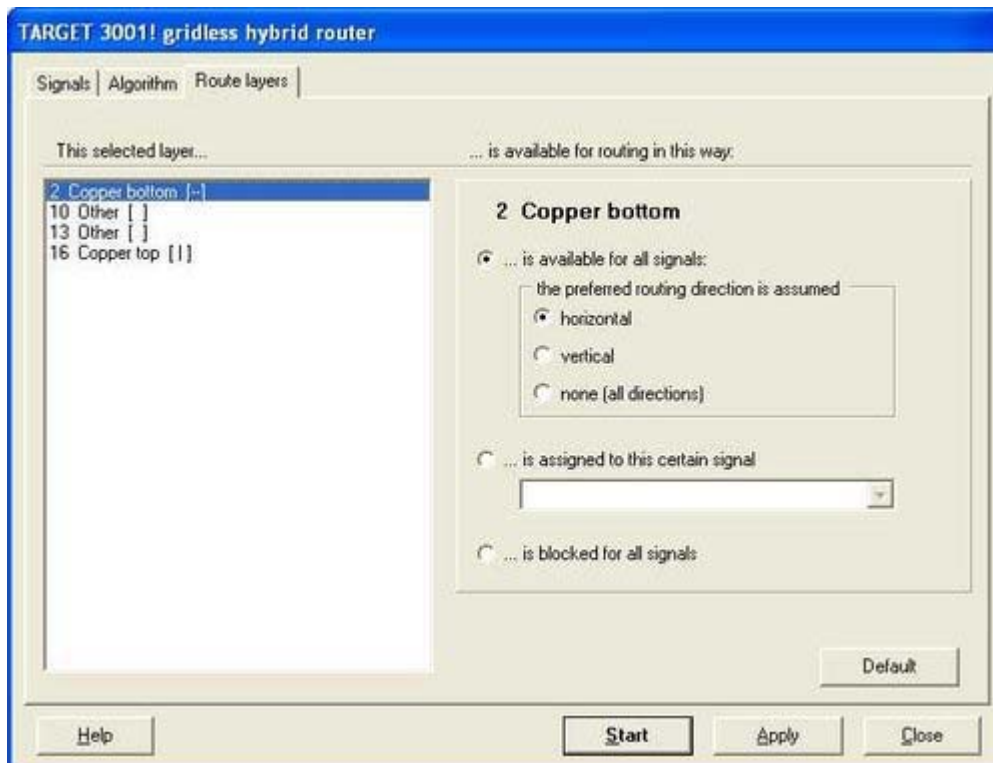 TARGET 3001! gridless hybrid router
Signals
Algorithm
Route layers
This selected layer...
... is available for routing in this way:
2 Copper bottom [--]
10 Other [ ]
13 Other [ ]
16 Copper top [ | ]
2 Copper bottom
... is available for all signals:
the preferred routing direction is assumed
horizontal
vertical
none (all directions)
... is assigned to this certain signal
... is blocked for all signals
Default
Help
Start
Apply
Close